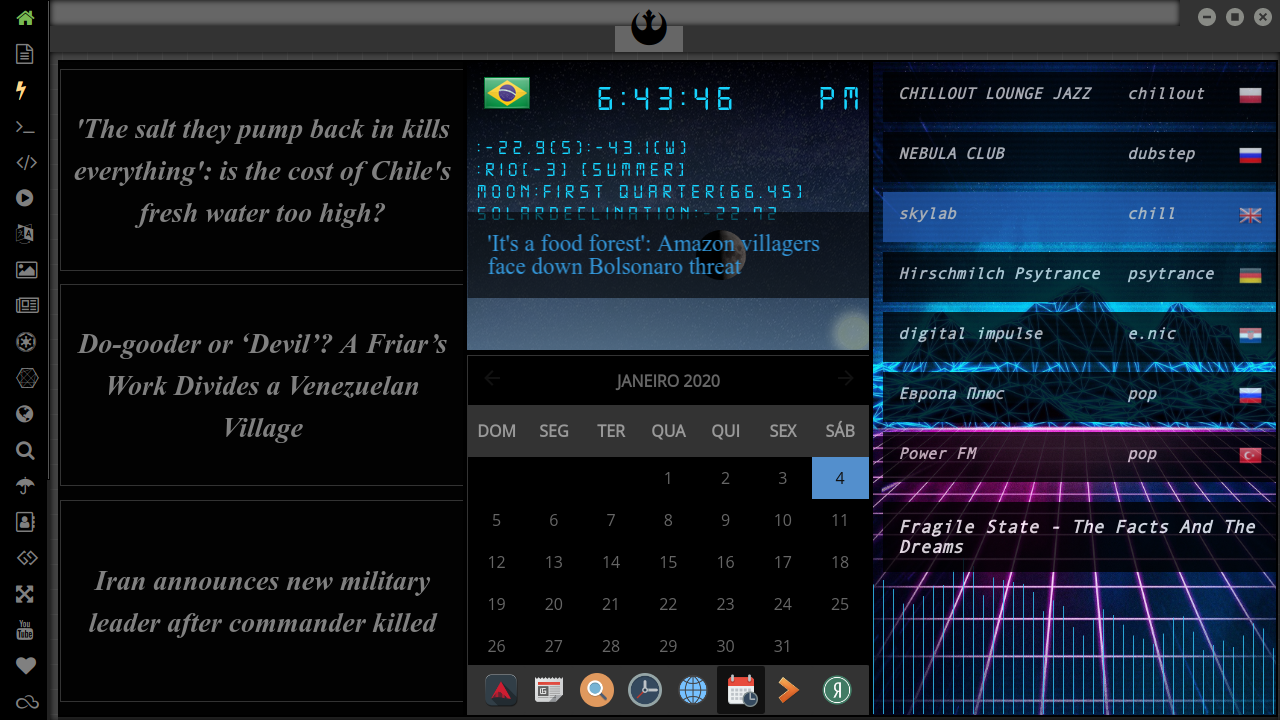 'The salt they pump back in kills
everything': is the cost of Chile's
fresh water too high?
Do-gooder or ‘Devil’? A Friar’s
Work Divides a Venezuelan
Village
Iran announces new military
leader after commander killed
6:43:46 PM
:-22.9(S):-43.1(W)
:RIO[-3] [SUMMER]
MOON:FIRST QUARTER[66.45]
SOLARDECLINATION:-22.72
'It's a food forest': Amazon villagers
face down Bolsonaro threat
JANEIRO 2020
DOM SEG TER QUA QUI SEX SÁB
1 2 3 4
5 6 7 8 9 10 11
12 13 14 15 16 17 18
19 20 21 22 23 24 25
26 27 28 29 30 31
CHILLOUT LOUNGE JAZZ chillout
NEBULA CLUB dubstep
skylab chill
Hirschmilch Psytrance psytrance
digital impulse e.nic
Европа Плюс pop
Power FM pop
Fragile State - The Facts And The
Dreams
You
Tube